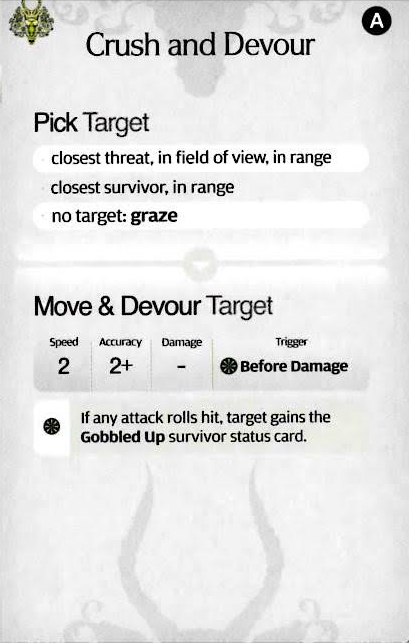 A
Crush and Devour
Pick Target
closest threat, in field of view, in range
closest survivor, in range
no target: graze
Move & Devour Target
Speed Accuracy Damage Trigger
2 2+ - Before Damage
If any attack rolls hit, target gains the
Gobbled Up survivor status card.